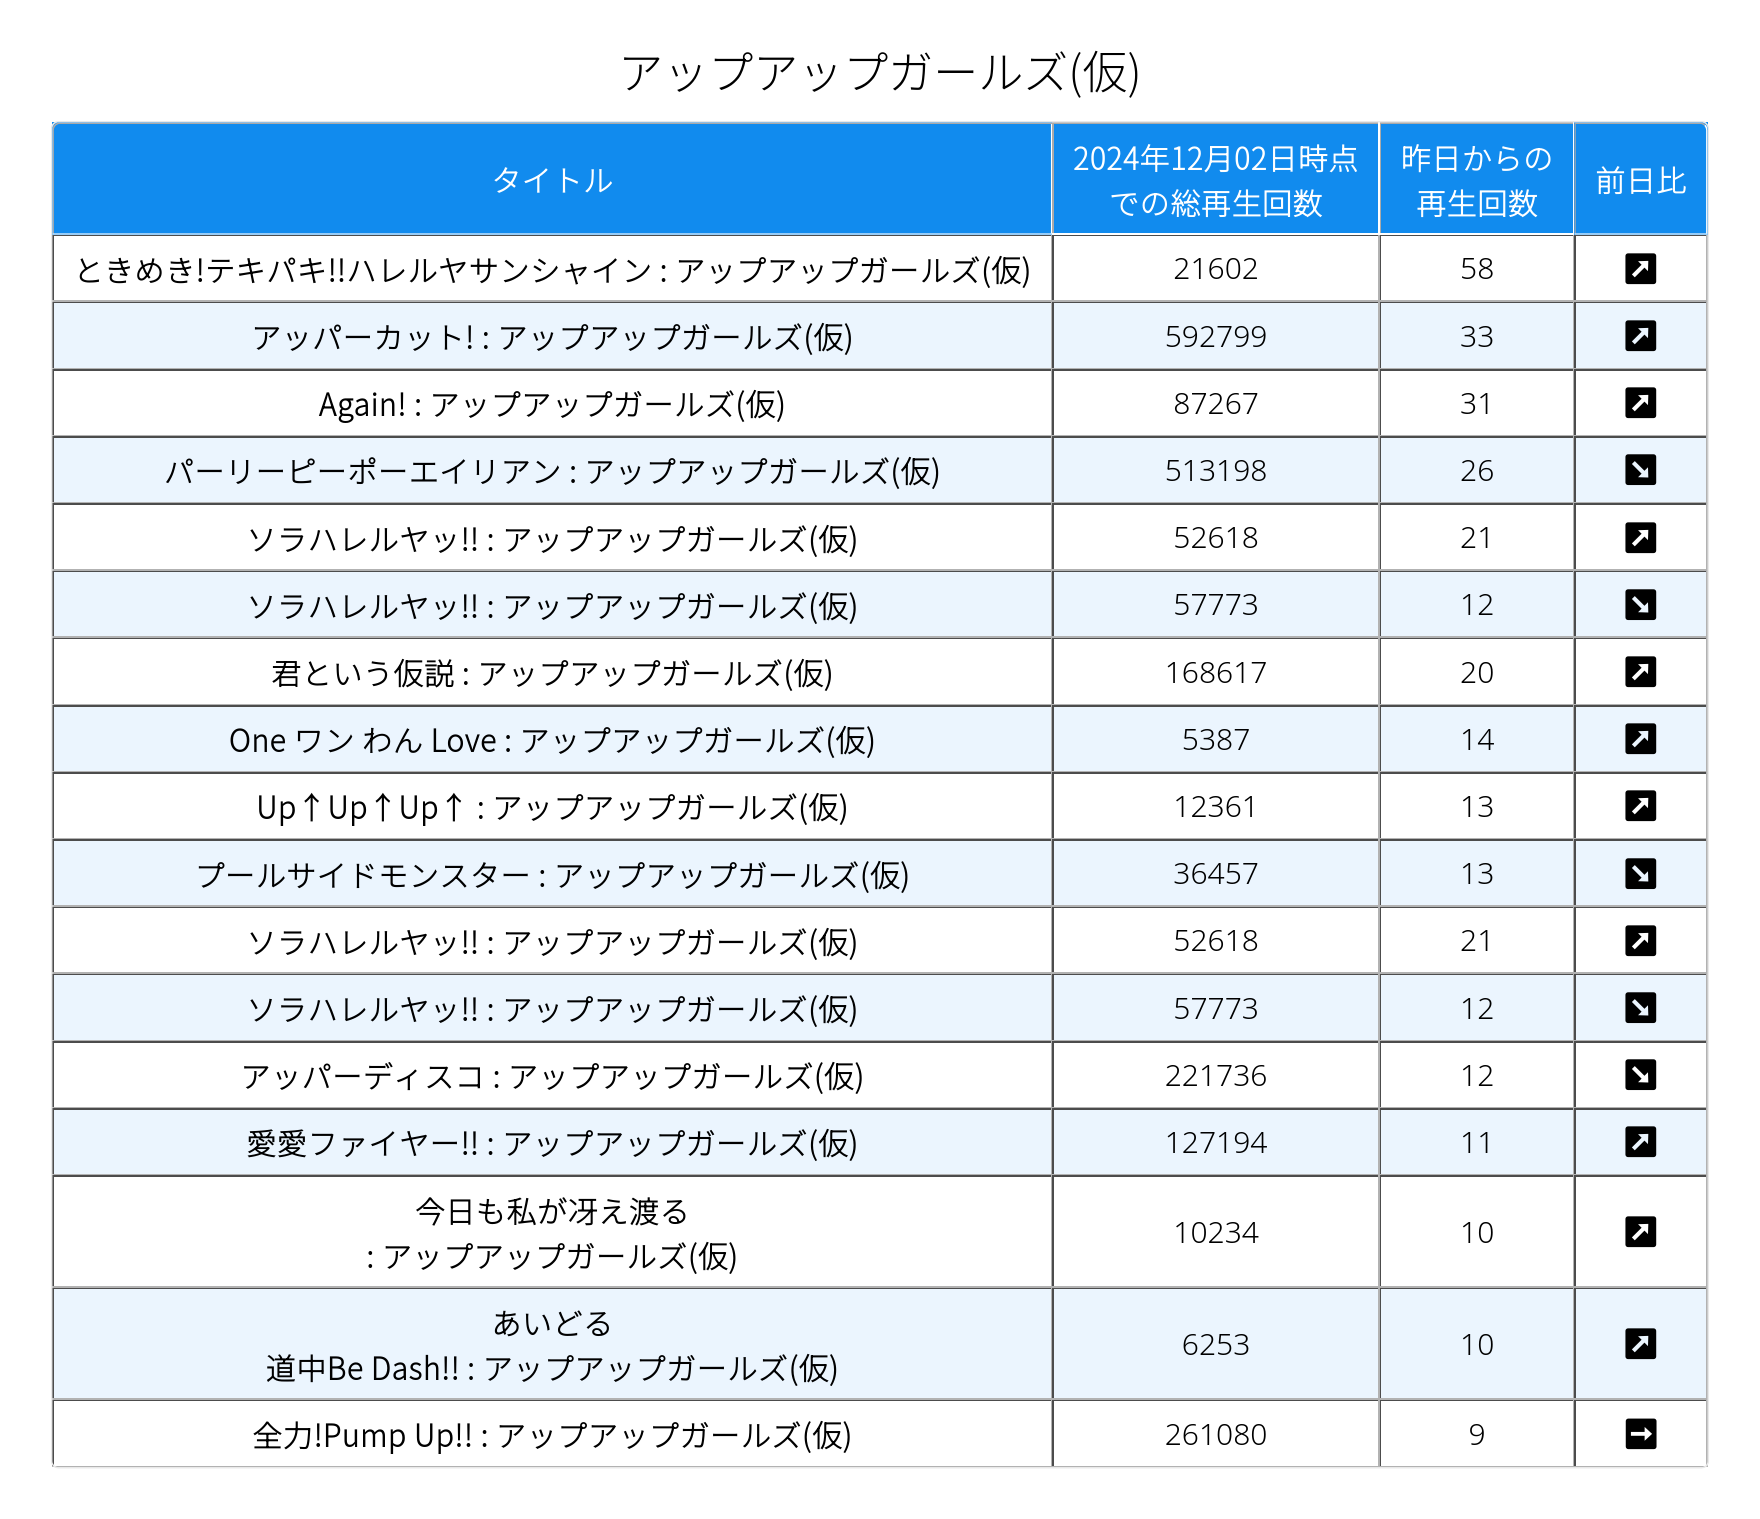 アップアップガールズ(仮)
タイトル
2024年12月02日時点
での総再生回数
昨日からの
再生回数
前日比
ときめき!テキパキ!!ハレルヤサンシャイン : アップアップガールズ(仮) 21602 58 ↗
アッパーカット! : アップアップガールズ(仮) 592799 33 ↗
Again! : アップアップガールズ(仮) 87267 31 ↗
パーリーピーポーエイリアン : アップアップガールズ(仮) 513198 26 ↘
ソラハレルヤッ!! : アップアップガールズ(仮) 52618 21 ↗
ソラハレルヤッ!! : アップアップガールズ(仮) 57773 12 ↘
君という仮説 : アップアップガールズ(仮) 168617 20 ↗
One ワン わん Love : アップアップガールズ(仮) 5387 14 ↗
Up↑Up↑Up↑ : アップアップガールズ(仮) 12361 13 ↗
プールサイドモンスター : アップアップガールズ(仮) 36457 13 ↘
ソラハレルヤッ!! : アップアップガールズ(仮) 52618 21 ↗
ソラハレルヤッ!! : アップアップガールズ(仮) 57773 12 ↘
アッパーディスコ : アップアップガールズ(仮) 221736 12 ↘
愛愛ファイヤー!! : アップアップガールズ(仮) 127194 11 ↗
今日も私が冴え渡る
: アップアップガールズ(仮) 10234 10 ↗
あいどる
道中Be Dash!! : アップアップガールズ(仮) 6253 10 ↗
全力!Pump Up!! : アップアップガールズ(仮) 261080 9 →